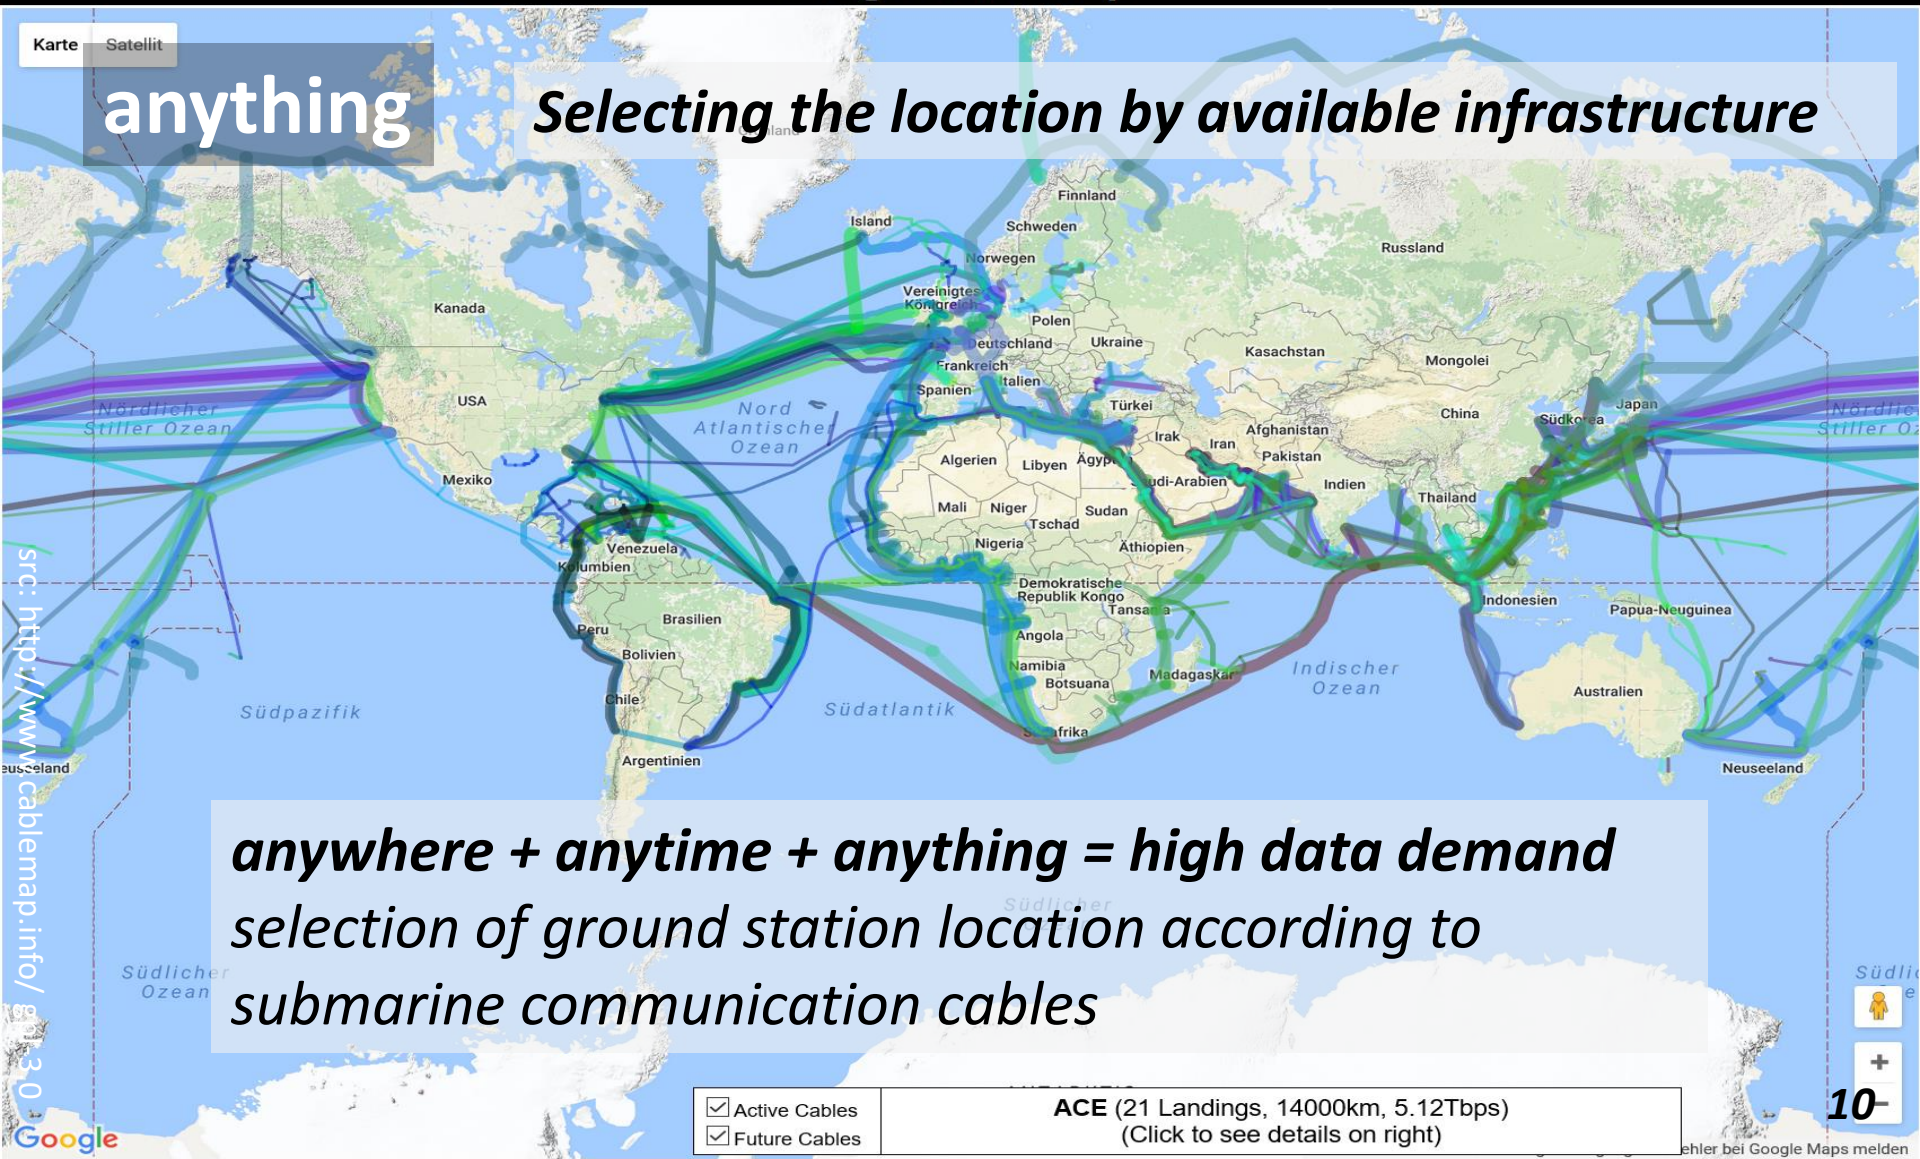 Karte
Satellit
anything
Selecting the location by available infrastructure
Finnland
Island
Schweden
Russland
Norwegen
Vereinigtes
Königreich
Kanada
Polen
Deutschland
Ukraine
Kasachstan
Mongolei
Frankreich
Italien
Spanien
USA
Türkei
China
Japan
Südkorea
Nördlicher
Stiller Ozean
Nord
Atlantischer
Ozean
Irak
Iran
Afghanistan
Pakistan
Algerien
Libyen
Mexiko
Indien
Thailand
Mali
Niger
Sudan
Tschad
Nigeria
Äthiopien
Venezuela
Kolumbien
Demokratische
Republik Kongo
Tansania
Indonesien
Papua-Neuguinea
Brasilien
Peru
Angola
Bolivien
Namibia
Botsuana
Madagaskar
Indischer
Ozean
Chile
Australien
Südpazifik
Südatlantik
Argentinien
Neuseeland
src: http://www.cablemap.info/
anywhere + anytime + anything = high data demand
selection of ground station location according to
submarine communication cables
Südlicher
Ozean
Active Cables
Future Cables
ACE (21 Landings, 14000km, 5.12Tbps)
(Click to see details on right)
10
Google
bei Google Maps melden